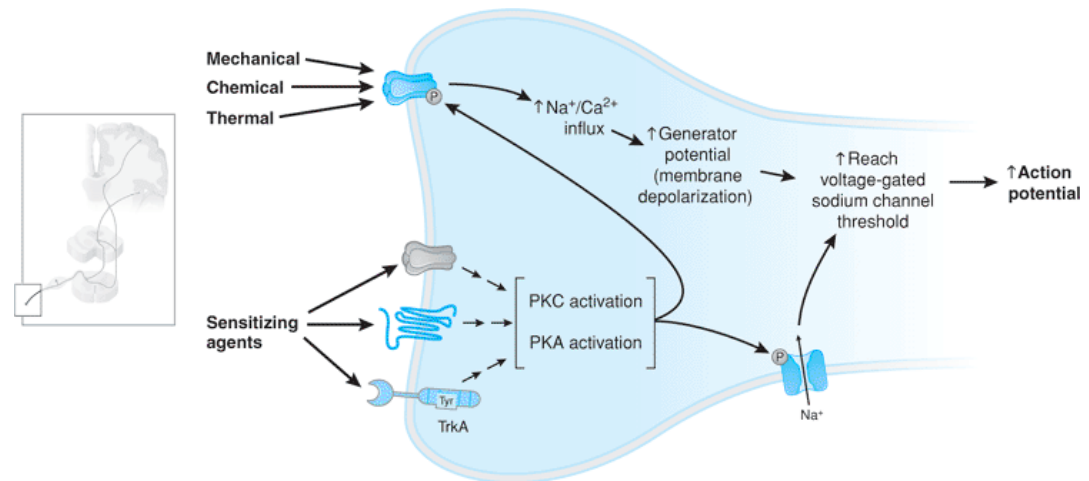 Mechanical
Chemical
Thermal
P
↑Na⁺/Ca²⁺
influx
↑Generator
potential
(membrane
depolarization)
↑Reach
voltage-gated
sodium channel
threshold
↑Action
potential
Sensitizing
agents
PKC activation
PKA activation
P
Na⁺
Tyr
TrkA